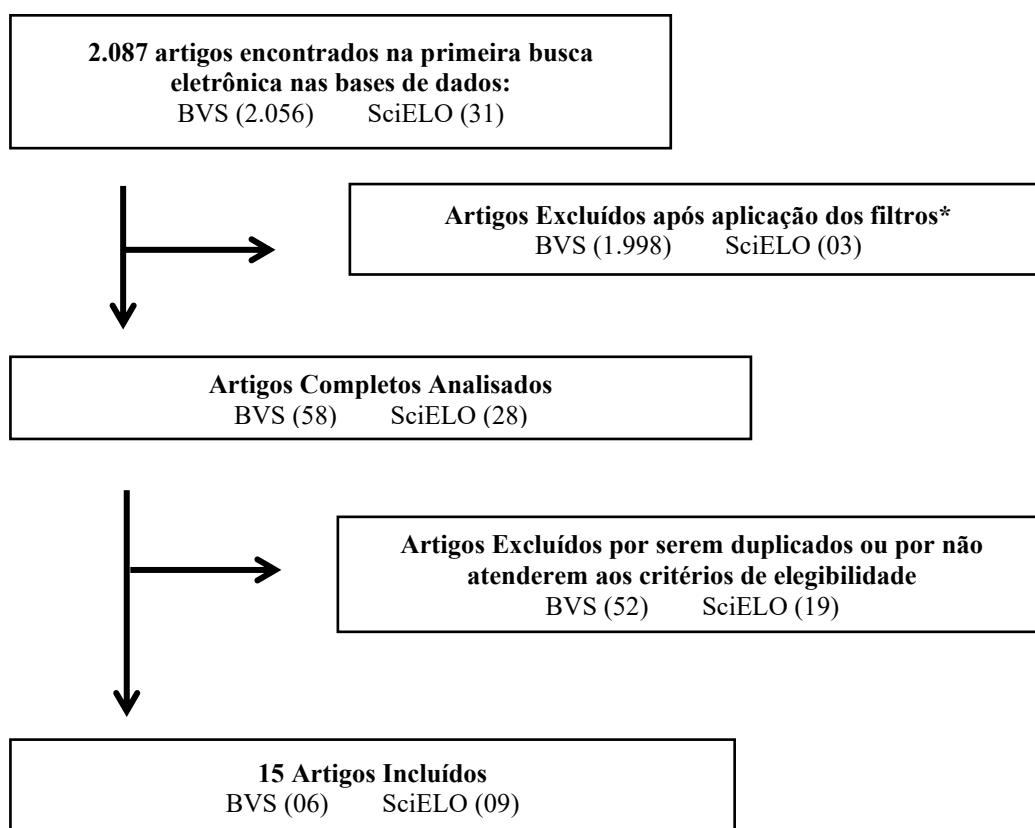 2.087 artigos encontrados na primeira busca
eletrônica nas bases de dados:
BVS (2.056) SciELO (31)
Artigos Excluídos após aplicação dos filtros*
BVS (1.998) SciELO (03)
Artigos Completos Analisados
BVS (58) SciELO (28)
Artigos Excluídos por serem duplicados ou por não
atenderem aos critérios de elegibilidade
BVS (52) SciELO (19)
15 Artigos Incluídos
BVS (06) SciELO (09)